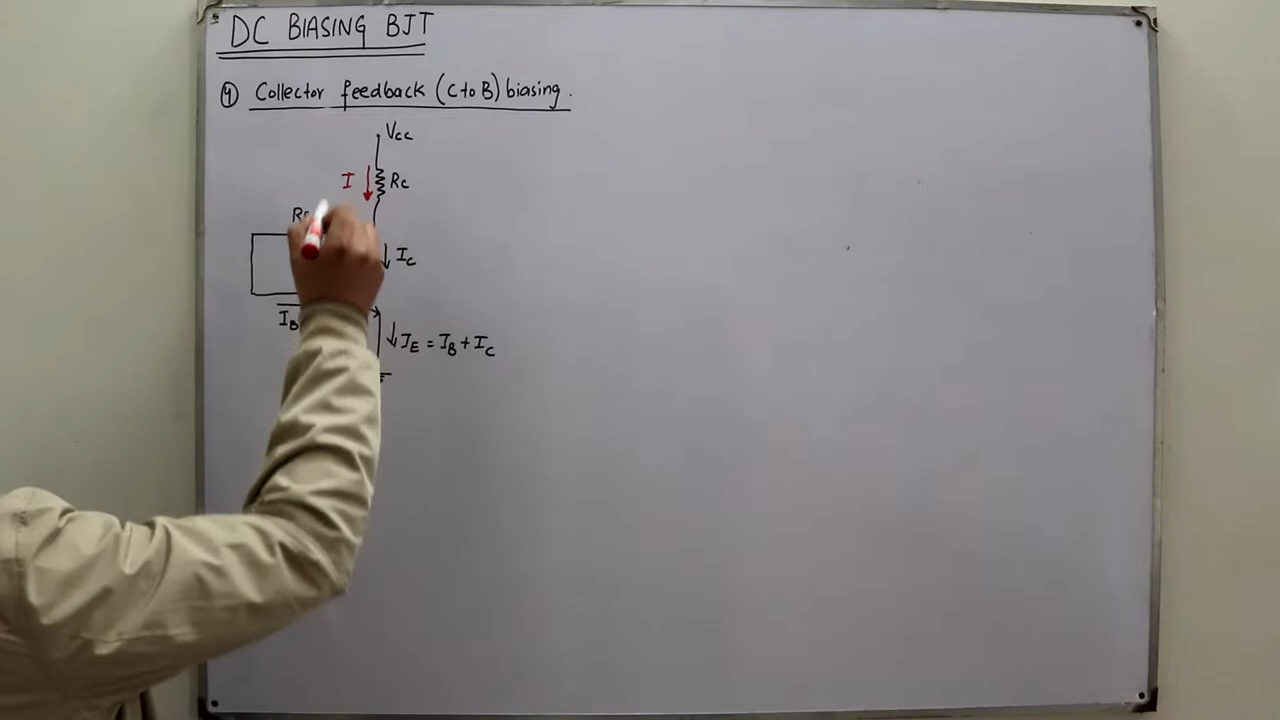 DC BIASING BJT
4) Collector feedback (C to B) biasing.
Vcc
I Rc
Ic
IB
IE = IB + IC